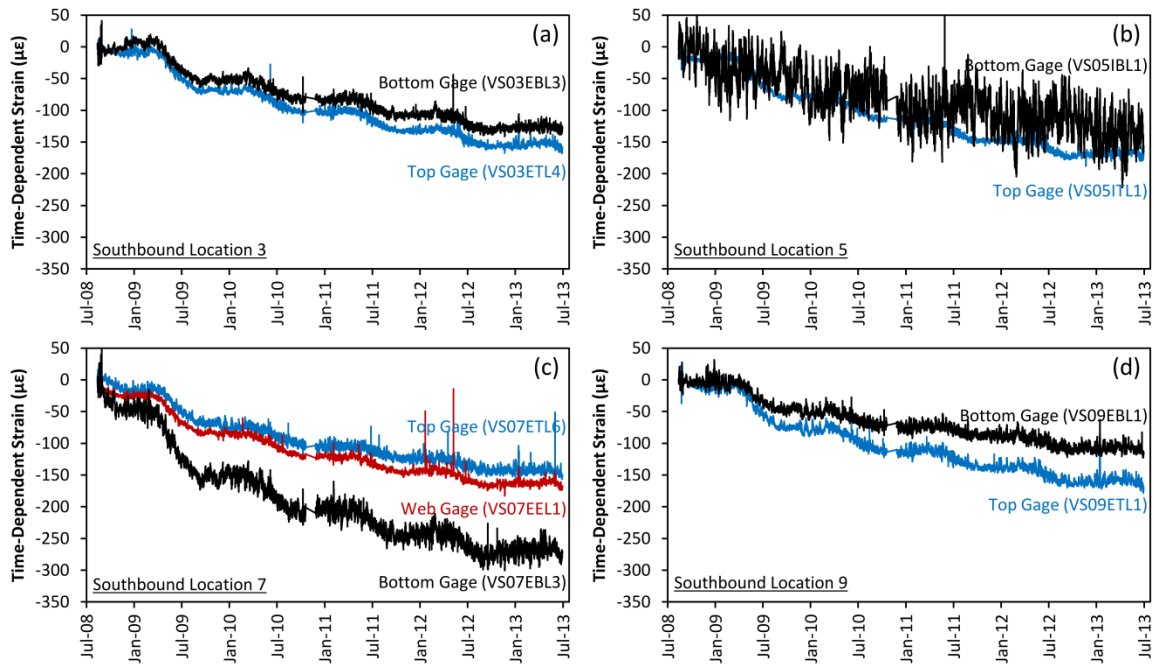 (a)
50
0
-50
-100
-150
-200
-250
-300
-350
Time-Dependent Strain (με)
Bottom Gage (VS03EBL3)
Top Gage (VS03ETL4)
Southbound Location 3
Jul-08
Jan-09
Jul-09
Jan-10
Jul-10
Jan-11
Jul-11
Jan-12
Jul-12
Jan-13
Jul-13
(b)
50
0
-50
-100
-150
-200
-250
-300
-350
Time-Dependent Strain (με)
Bottom Gage (VS05IBL1)
Top Gage (VS05ITL1)
Southbound Location 5
Jul-08
Jan-09
Jul-09
Jan-10
Jul-10
Jan-11
Jul-11
Jan-12
Jul-12
Jan-13
Jul-13
(c)
50
0
-50
-100
-150
-200
-250
-300
-350
Time-Dependent Strain (με)
Top Gage (VS07ETL6)
Web Gage (VS07EEL1)
Bottom Gage (VS07EBL3)
Southbound Location 7
Jul-08
Jan-09
Jul-09
Jan-10
Jul-10
Jan-11
Jul-11
Jan-12
Jul-12
Jan-13
Jul-13
(d)
50
0
-50
-100
-150
-200
-250
-300
-350
Time-Dependent Strain (με)
Bottom Gage (VS09EBL1)
Top Gage (VS09ETL1)
Southbound Location 9
Jul-08
Jan-09
Jul-09
Jan-10
Jul-10
Jan-11
Jul-11
Jan-12
Jul-12
Jan-13
Jul-13